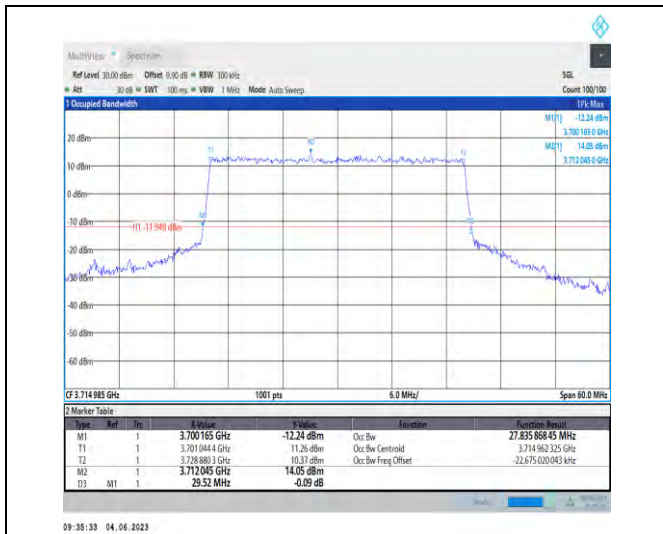 MultiView Spectrum
Ref Level 30.00 dBm Offset 9.90 dB RBW 300 kHz SGL
Att 30 dB SWT 100 ms VBW 1 MHz Mode Auto Sweep Count 100/100
1 Occupied Bandwidth 1Pk Max
M1[1] -12.24 dBm
3.700 165 0 GHz
M2[1] 14.05 dBm
3.712 045 0 GHz
20 dBm
10 dBm
0 dBm
-10 dBm
H1 -11.949 dBm
-20 dBm
-30 dBm
-40 dBm
-50 dBm
-60 dBm
T1
M2
T2
M1
CF 3.714 985 GHz 1001 pts 6.0 MHz/ Span 60.0 MHz
2 Marker Table
Type Ref Trc X-Value Y-Value Function Function Result
M1 1 3.700165 GHz -12.24 dBm Occ Bw 27.835 868 45 MHz
T1 1 3.701 044 4 GHz 11.26 dBm Occ Bw Centroid 3.714 962 325 GHz
T2 1 3.728 880 3 GHz 10.37 dBm Occ Bw Freq Offset -22.675 020 043 kHz
M2 1 3.712045 GHz 14.05 dBm
D3 M1 1 29.52 MHz -0.09 dB
09:35:33 04.06.2023